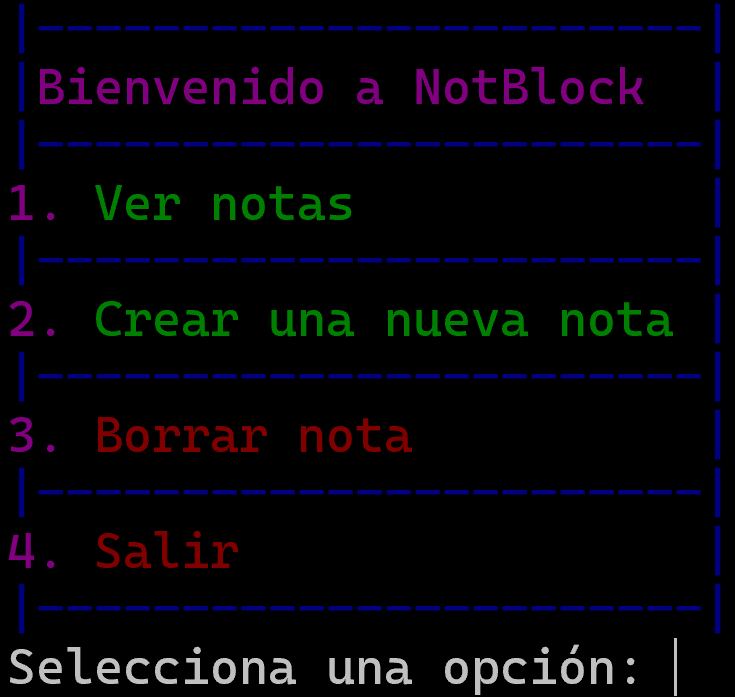 |-----------------------|
|Bienvenido a NotBlock  |
|-----------------------|
1. Ver notas            |
|-----------------------|
2. Crear una nueva nota |
|-----------------------|
3. Borrar nota          |
|-----------------------|
4. Salir                |
|-----------------------|
Selecciona una opción: